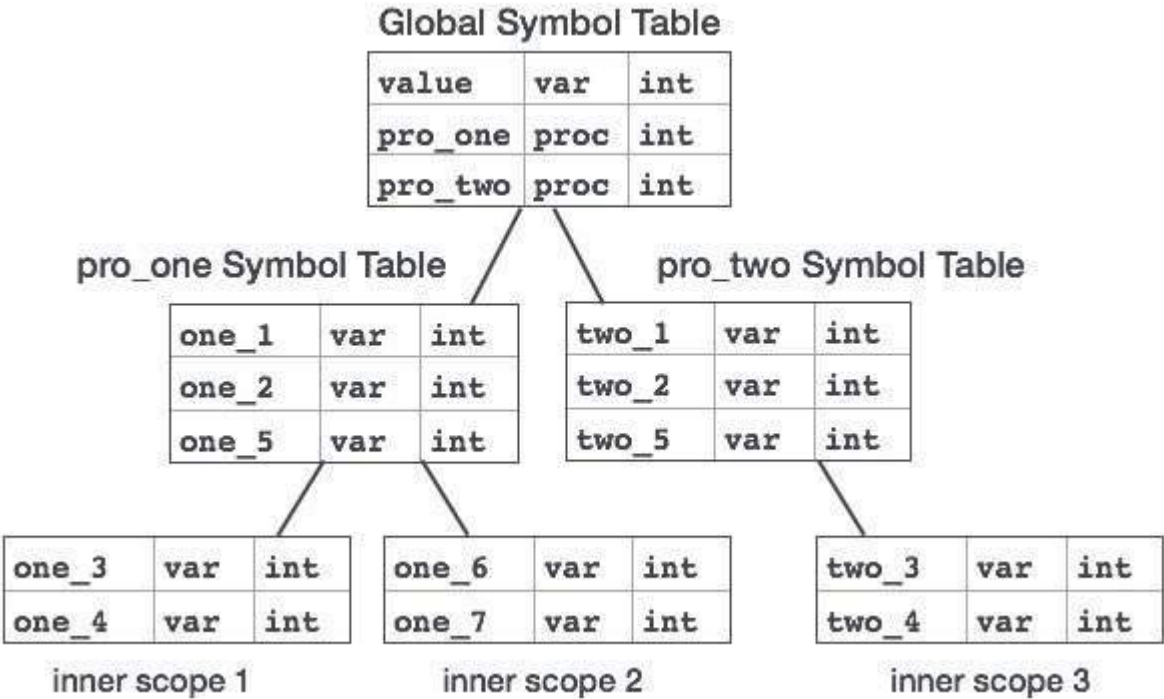 Global Symbol Table
value var int
pro_one proc int
pro_two proc int
pro_one Symbol Table
one_1 var int
one_2 var int
one_5 var int
pro_two Symbol Table
two_1 var int
two_2 var int
two_5 var int
one_3 var int
one_4 var int
inner scope 1
one_6 var int
one_7 var int
inner scope 2
two_3 var int
two_4 var int
inner scope 3